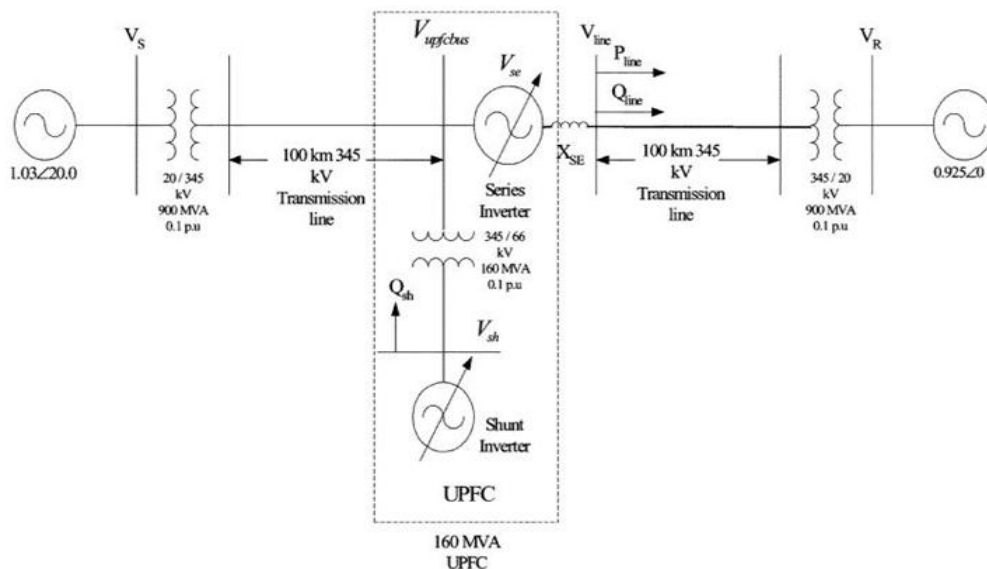 V_S
V_upfcbus
V_se
V_line
P_line
Q_line
V_R
1.03∠20.0
20 / 345
kV
900 MVA
0.1 p.u
100 km 345
kV
Transmission
line
Series
Inverter
X_SE
100 km 345
kV
Transmission
line
345 / 20
kV
900 MVA
0.1 p.u
0.925∠0
345 / 66
kV
160 MVA
0.1 p.u
Q_sh
V_sh
Shunt
Inverter
UPFC
160 MVA
UPFC